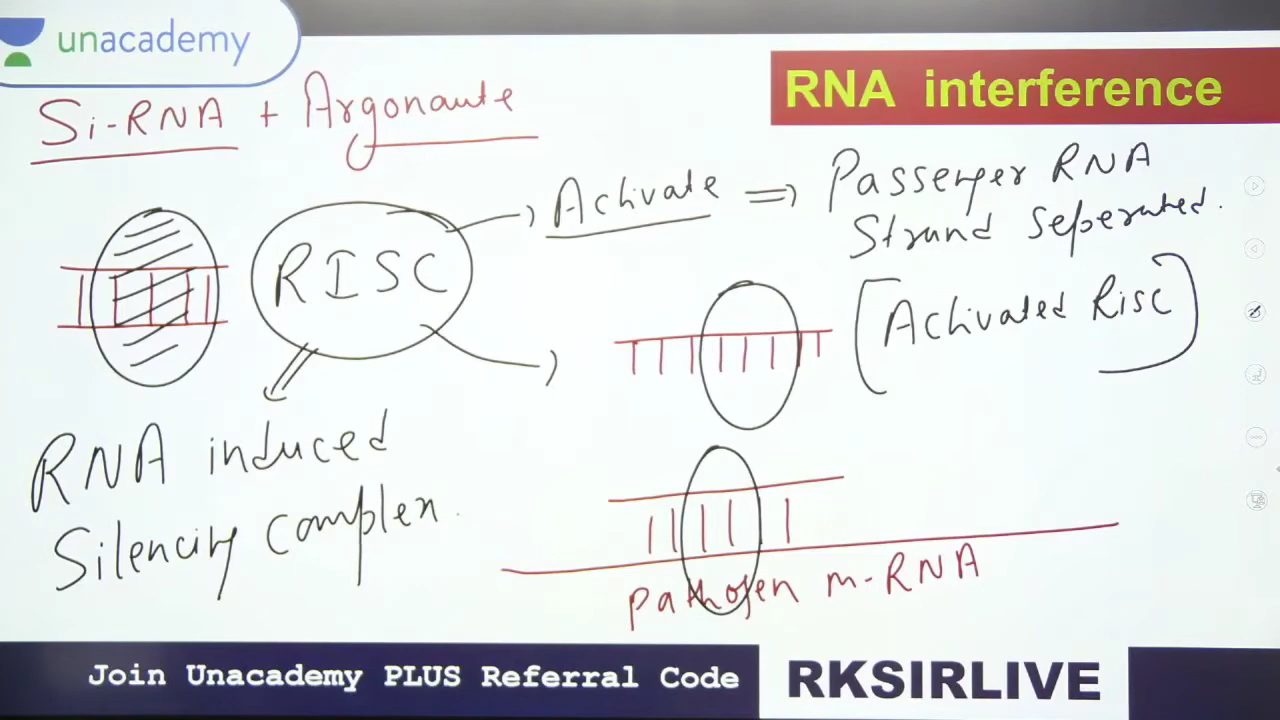 unacademy
RNA interference
Si-RNA + Argonaute
RISC
Activate ⇒ Passenger RNA
Strand Seperated.
[Activated Risc]
RNA induced
Silencing complex.
pathogen m-RNA
Join Unacademy PLUS Referral Code
RKSIRLIVE